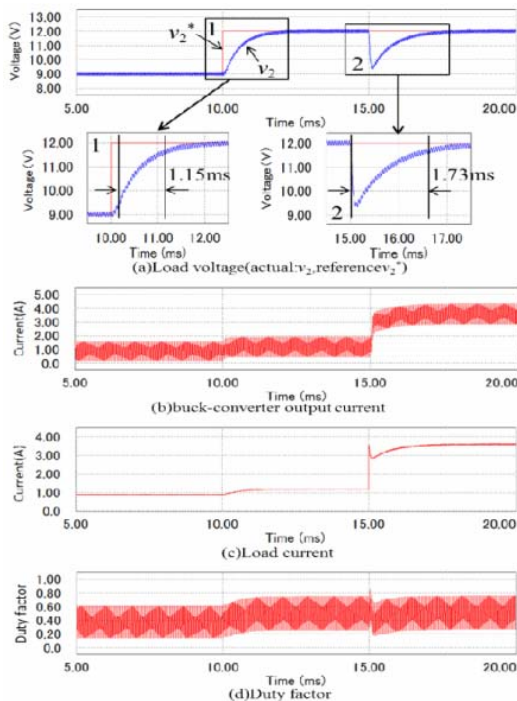 Voltage(V)
13.00
12.00
11.00
10.00
9.00
8.00
v₂*
v₂
1
2
5.00 10.00 15.00 20.00
Time (ms)
Voltage(V)
12.00
11.00
10.00
9.00
1
1.15ms
10.00 11.00 12.00
Time (ms)
Voltage(V)
12.00
11.00
10.00
9.00
2
1.73ms
15.00 16.00 17.00
Time (ms)
(a)Load voltage(actual:v₂,referencev₂*)
Current(A)
5.00
4.00
3.00
2.00
1.00
0.0
5.00 10.00 15.00 20.00
Time (ms)
(b)buck-converter output current
Current(A)
4.00
3.00
2.00
1.00
0.0
5.00 10.00 15.00 20.00
Time (ms)
(c)Load current
Duty factor
1.00
0.80
0.60
0.40
0.20
0.0
5.00 10.00 15.00 20.00
Time (ms)
(d)Duty factor